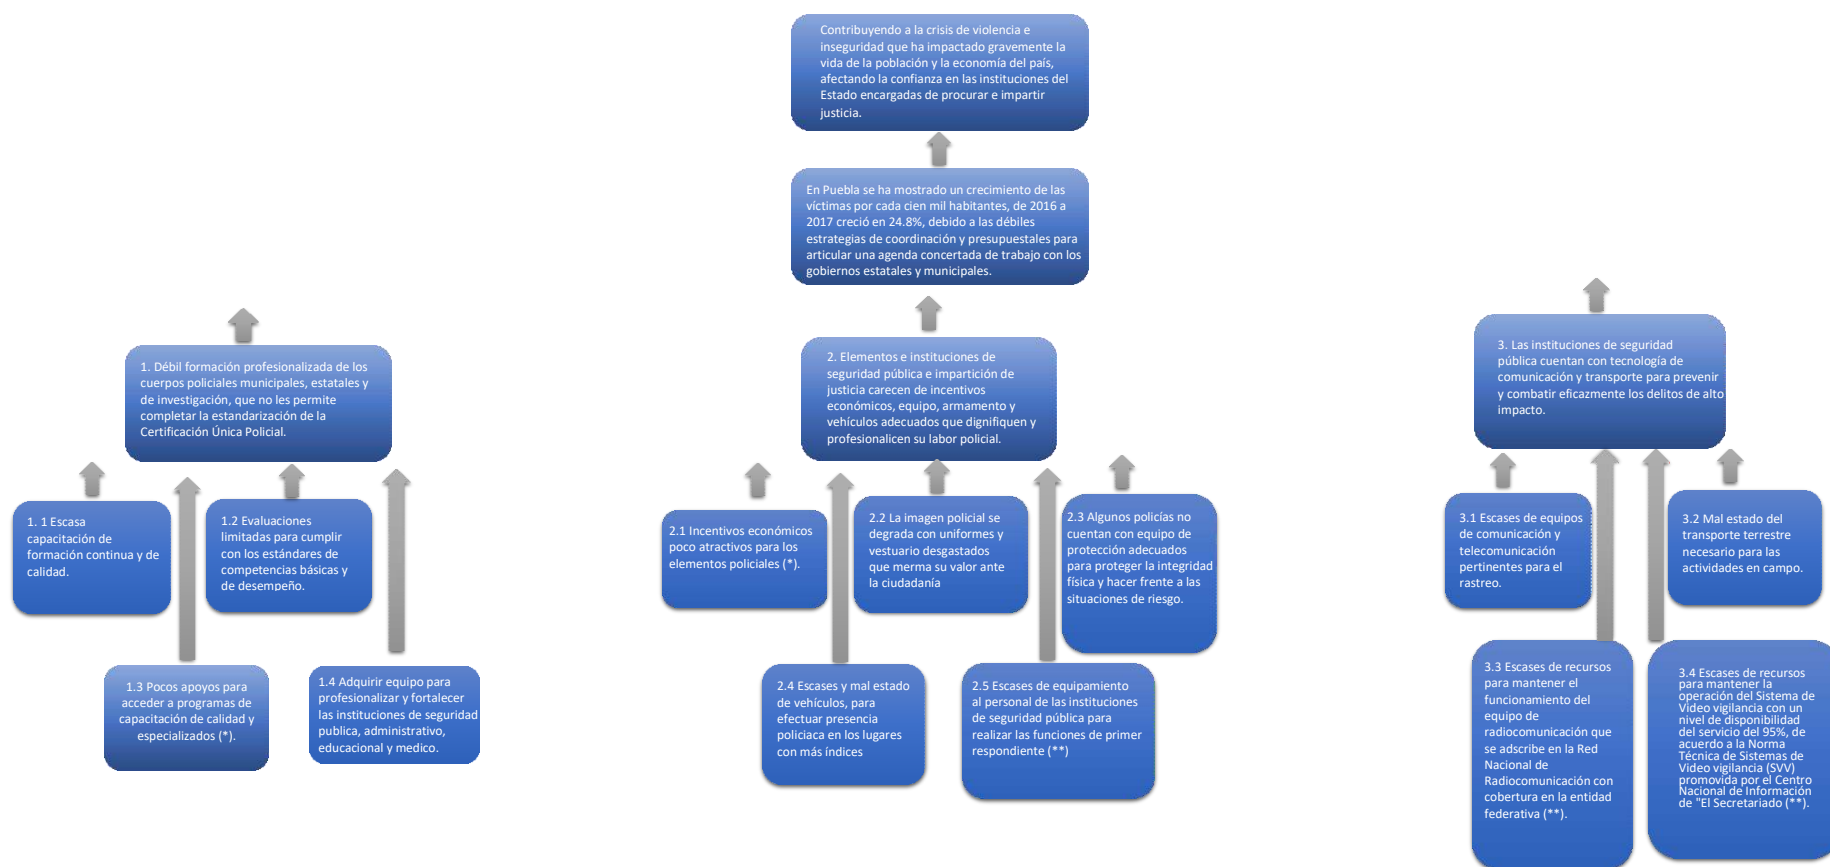 Contribuyendo a la crisis de violencia e
inseguridad que ha impactado gravemente la
vida de la población y la economía del país,
afectando la confianza en las instituciones del
Estado encargadas de procurar e impartir
justicia.
En Puebla se ha mostrado un crecimiento de las
víctimas por cada cien mil habitantes, de 2016 a
2017 creció en 24.8%, debido a las débiles
estrategias de coordinación y presupuestales para
articular una agenda concertada de trabajo con los
gobiernos estatales y municipales.
1. Débil formación profesionalizada de los
cuerpos policiales municipales, estatales y
de investigación, que no les permite
completar la estandarización de la
Certificación Única Policial.
2. Elementos e instituciones de
seguridad pública e impartición de
justicia carecen de incentivos
económicos, equipo, armamento y
vehículos adecuados que dignifiquen y
profesionalicen su labor policial.
3. Las instituciones de seguridad
pública cuentan con tecnología de
comunicación y transporte para prevenir
y combatir eficazmente los delitos de alto
impacto.
1. 1 Escasa
capacitación de
formación continua y de
calidad.
1.2 Evaluaciones
limitadas para cumplir
con los estándares de
competencias básicas y
de desempeño.
2.1 Incentivos económicos
poco atractivos para los
elementos policiales (*).
2.2 La imagen policial se
degrada con uniformes y
vestuario desgastados
que merma su valor ante
la ciudadanía
2.3 Algunos policías no
cuentan con equipo de
protección adecuados
para proteger la integridad
física y hacer frente a las
situaciones de riesgo.
3.1 Escases de equipos
de comunicación y
telecomunicación
pertinentes para el
rastreo.
3.2 Mal estado del
transporte terrestre
necesario para las
actividades en campo.
1.3 Pocos apoyos para
acceder a programas de
capacitación de calidad y
especializados (*).
1.4 Adquirir equipo para
profesionalizar y fortalecer
las instituciones de seguridad
publica, administrativo,
educacional y medico.
2.4 Escases y mal estado
de vehículos, para
efectuar presencia
policiaca en los lugares
con más índices
2.5 Escases de equipamiento
al personal de las instituciones
de seguridad pública para
realizar las funciones de primer
respondiente (**)
3.3 Escases de recursos
para mantener el
funcionamiento del
equipo de
radiocomunicación que
se adscribe en la Red
Nacional de
Radiocomunicación con
cobertura en la entidad
federativa (**).
3.4 Escases de recursos
para mantener la
operación del Sistema de
Video vigilancia con un
nivel de disponibilidad
del servicio del 95%, de
acuerdo a la Norma
Técnica de Sistemas de
Video vigilancia (SVV)
promovida por el Centro
Nacional de Información
de "El Secretariado (**).